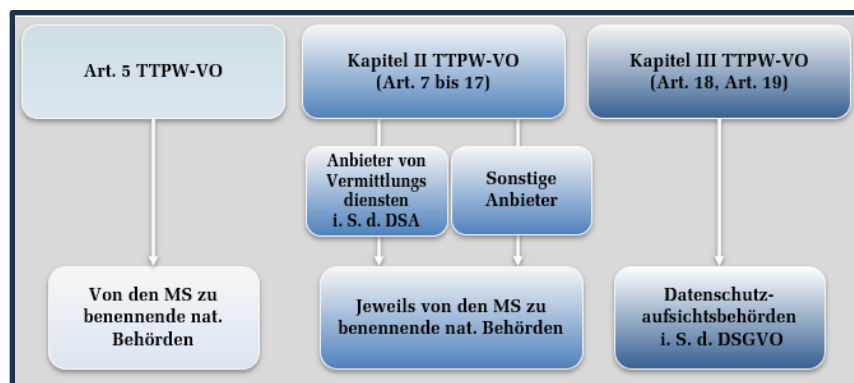 Art. 5 TTPW-VO
Kapitel II TTPW-VO
(Art. 7 bis 17)
Kapitel III TTPW-VO
(Art. 18, Art. 19)
Anbieter von
Vermittlungs
diensten
i. S. d. DSA
Sonstige
Anbieter
Von den MS zu
benennende nat.
Behörden
Jeweils von den MS zu
benennende nat. Behörden
Datenschutz-
aufsichtsbehörden
i. S. d. DSGVO